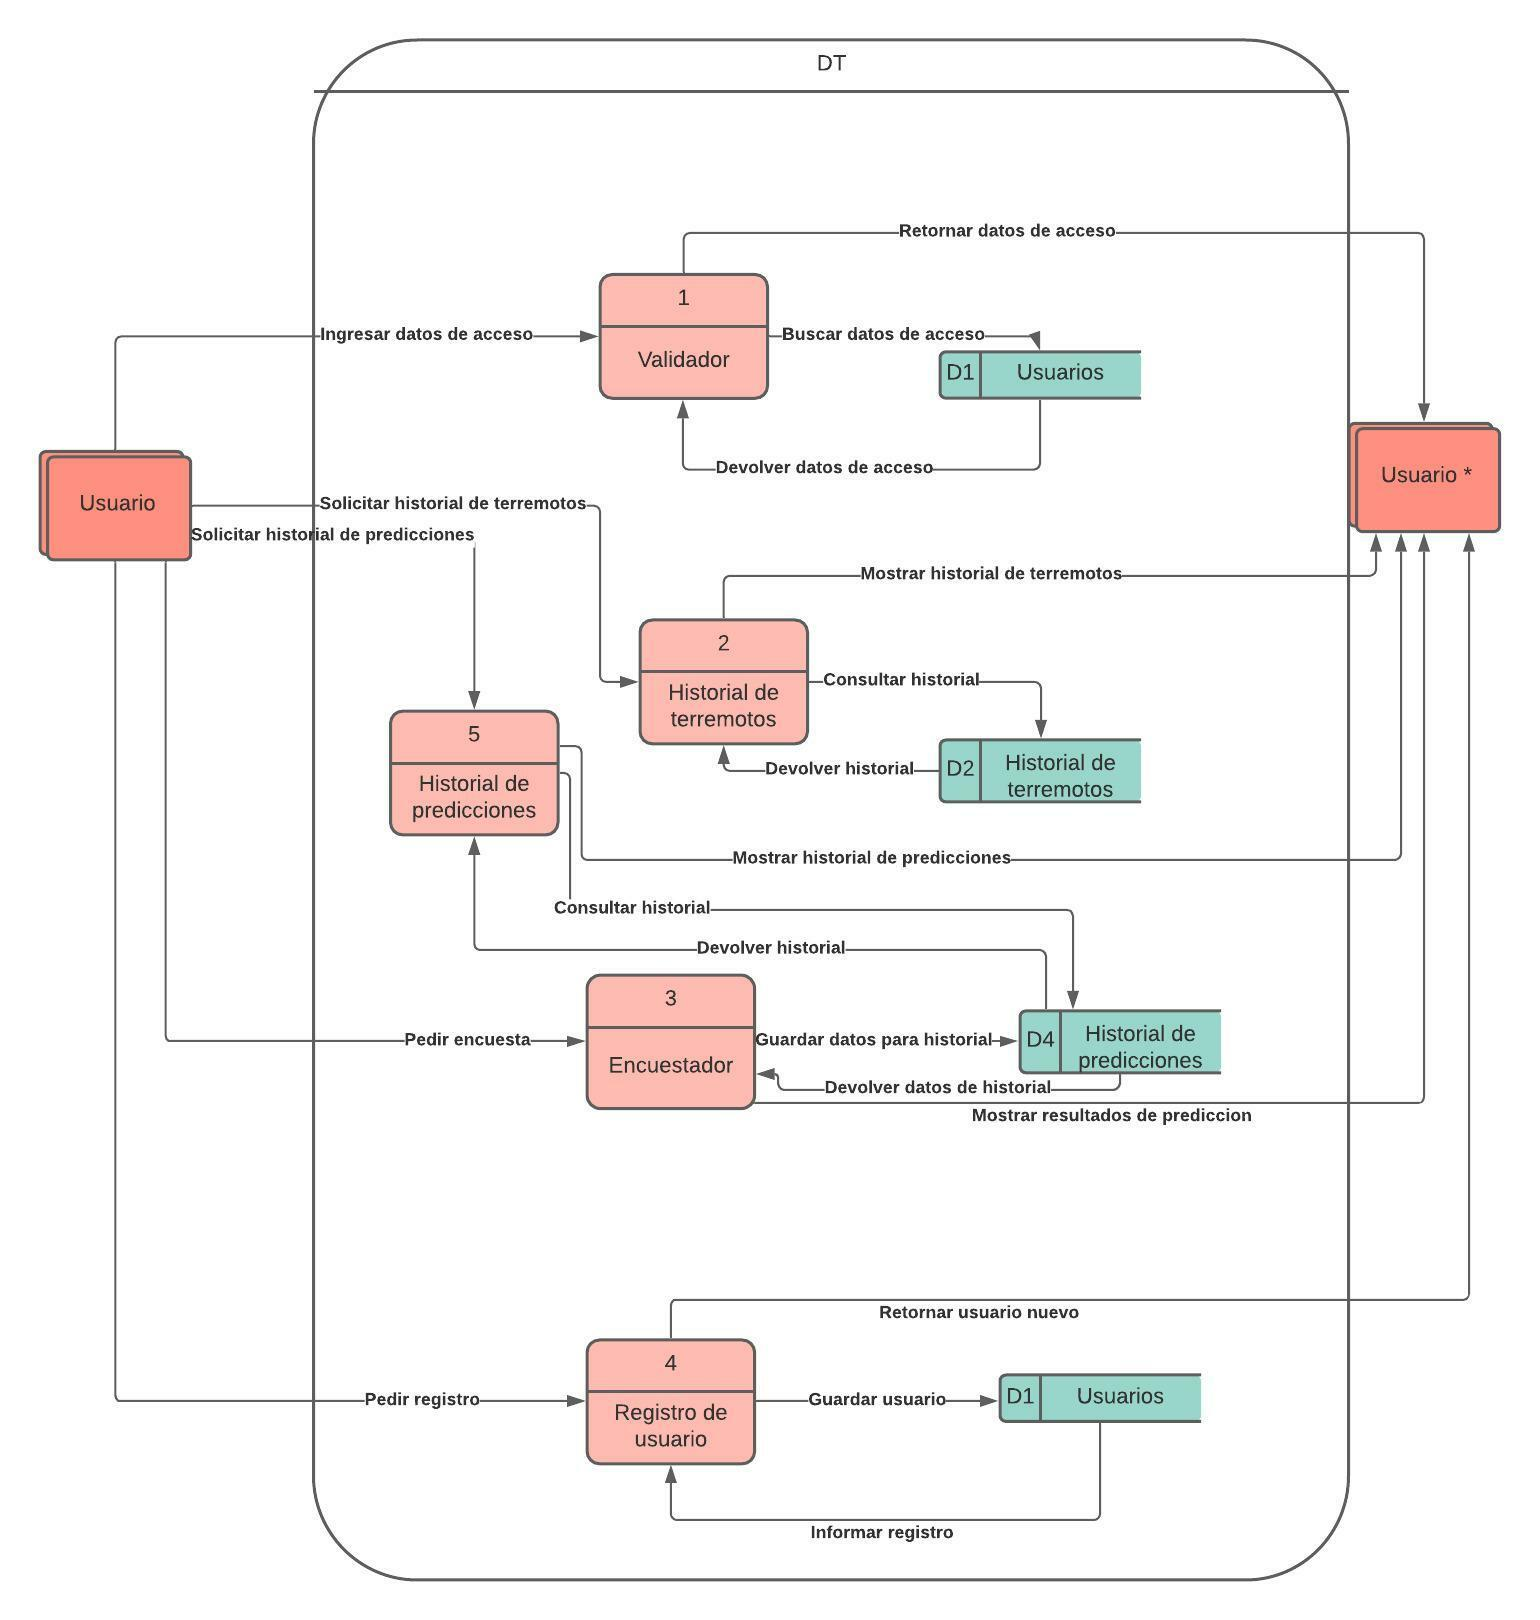 DT
Retornar datos de acceso
1
Validador
Ingresar datos de acceso
Buscar datos de acceso
D1
Usuarios
Devolver datos de acceso
Usuario
Usuario *
Solicitar historial de terremotos
Solicitar historial de predicciones
Mostrar historial de terremotos
2
Historial de
terremotos
Consultar historial
Devolver historial
D2
Historial de
terremotos
5
Historial de
predicciones
Mostrar historial de predicciones
Consultar historial
Devolver historial
3
Encuestador
Pedir encuesta
Guardar datos para historial
D4
Historial de
predicciones
Devolver datos de historial
Mostrar resultados de prediccion
Retornar usuario nuevo
4
Registro de
usuario
Pedir registro
Guardar usuario
D1
Usuarios
Informar registro